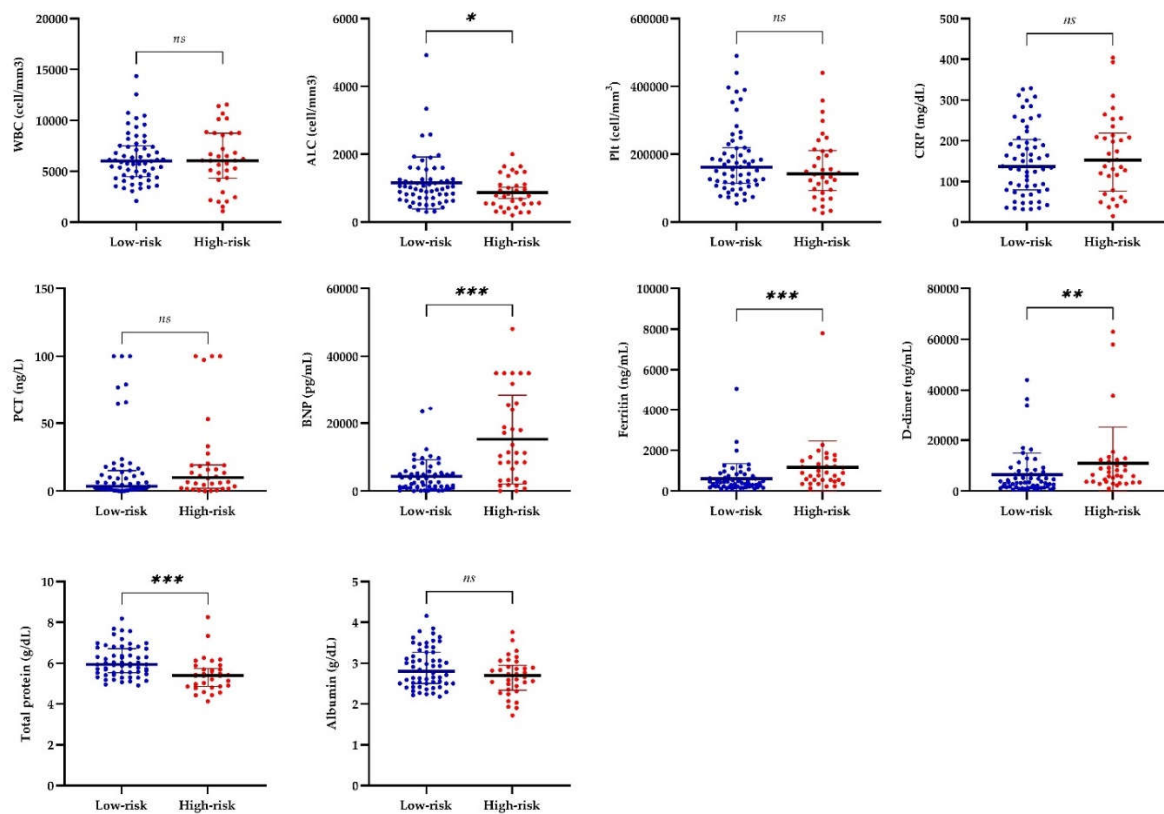 20000
15000
10000
5000
0
WBC (cell/mm3)
ns
Low-risk High-risk
6000
4000
2000
0
ALC (cell/mm3)
*
Low-risk High-risk
600000
400000
200000
0
Plt (cell/mm³)
ns
Low-risk High-risk
500
400
300
200
100
0
CRP (mg/dL)
ns
Low-risk High-risk
150
100
50
0
PCT (ng/L)
ns
Low-risk High-risk
60000
40000
20000
0
BNP (pg/mL)
***
Low-risk High-risk
10000
8000
6000
4000
2000
0
Ferritin (ng/mL)
***
Low-risk High-risk
80000
60000
40000
20000
0
D-dimer (ng/mL)
**
Low-risk High-risk
10
8
6
4
2
0
Total protein (g/dL)
***
Low-risk High-risk
5
4
3
2
1
0
Albumin (g/dL)
ns
Low-risk High-risk